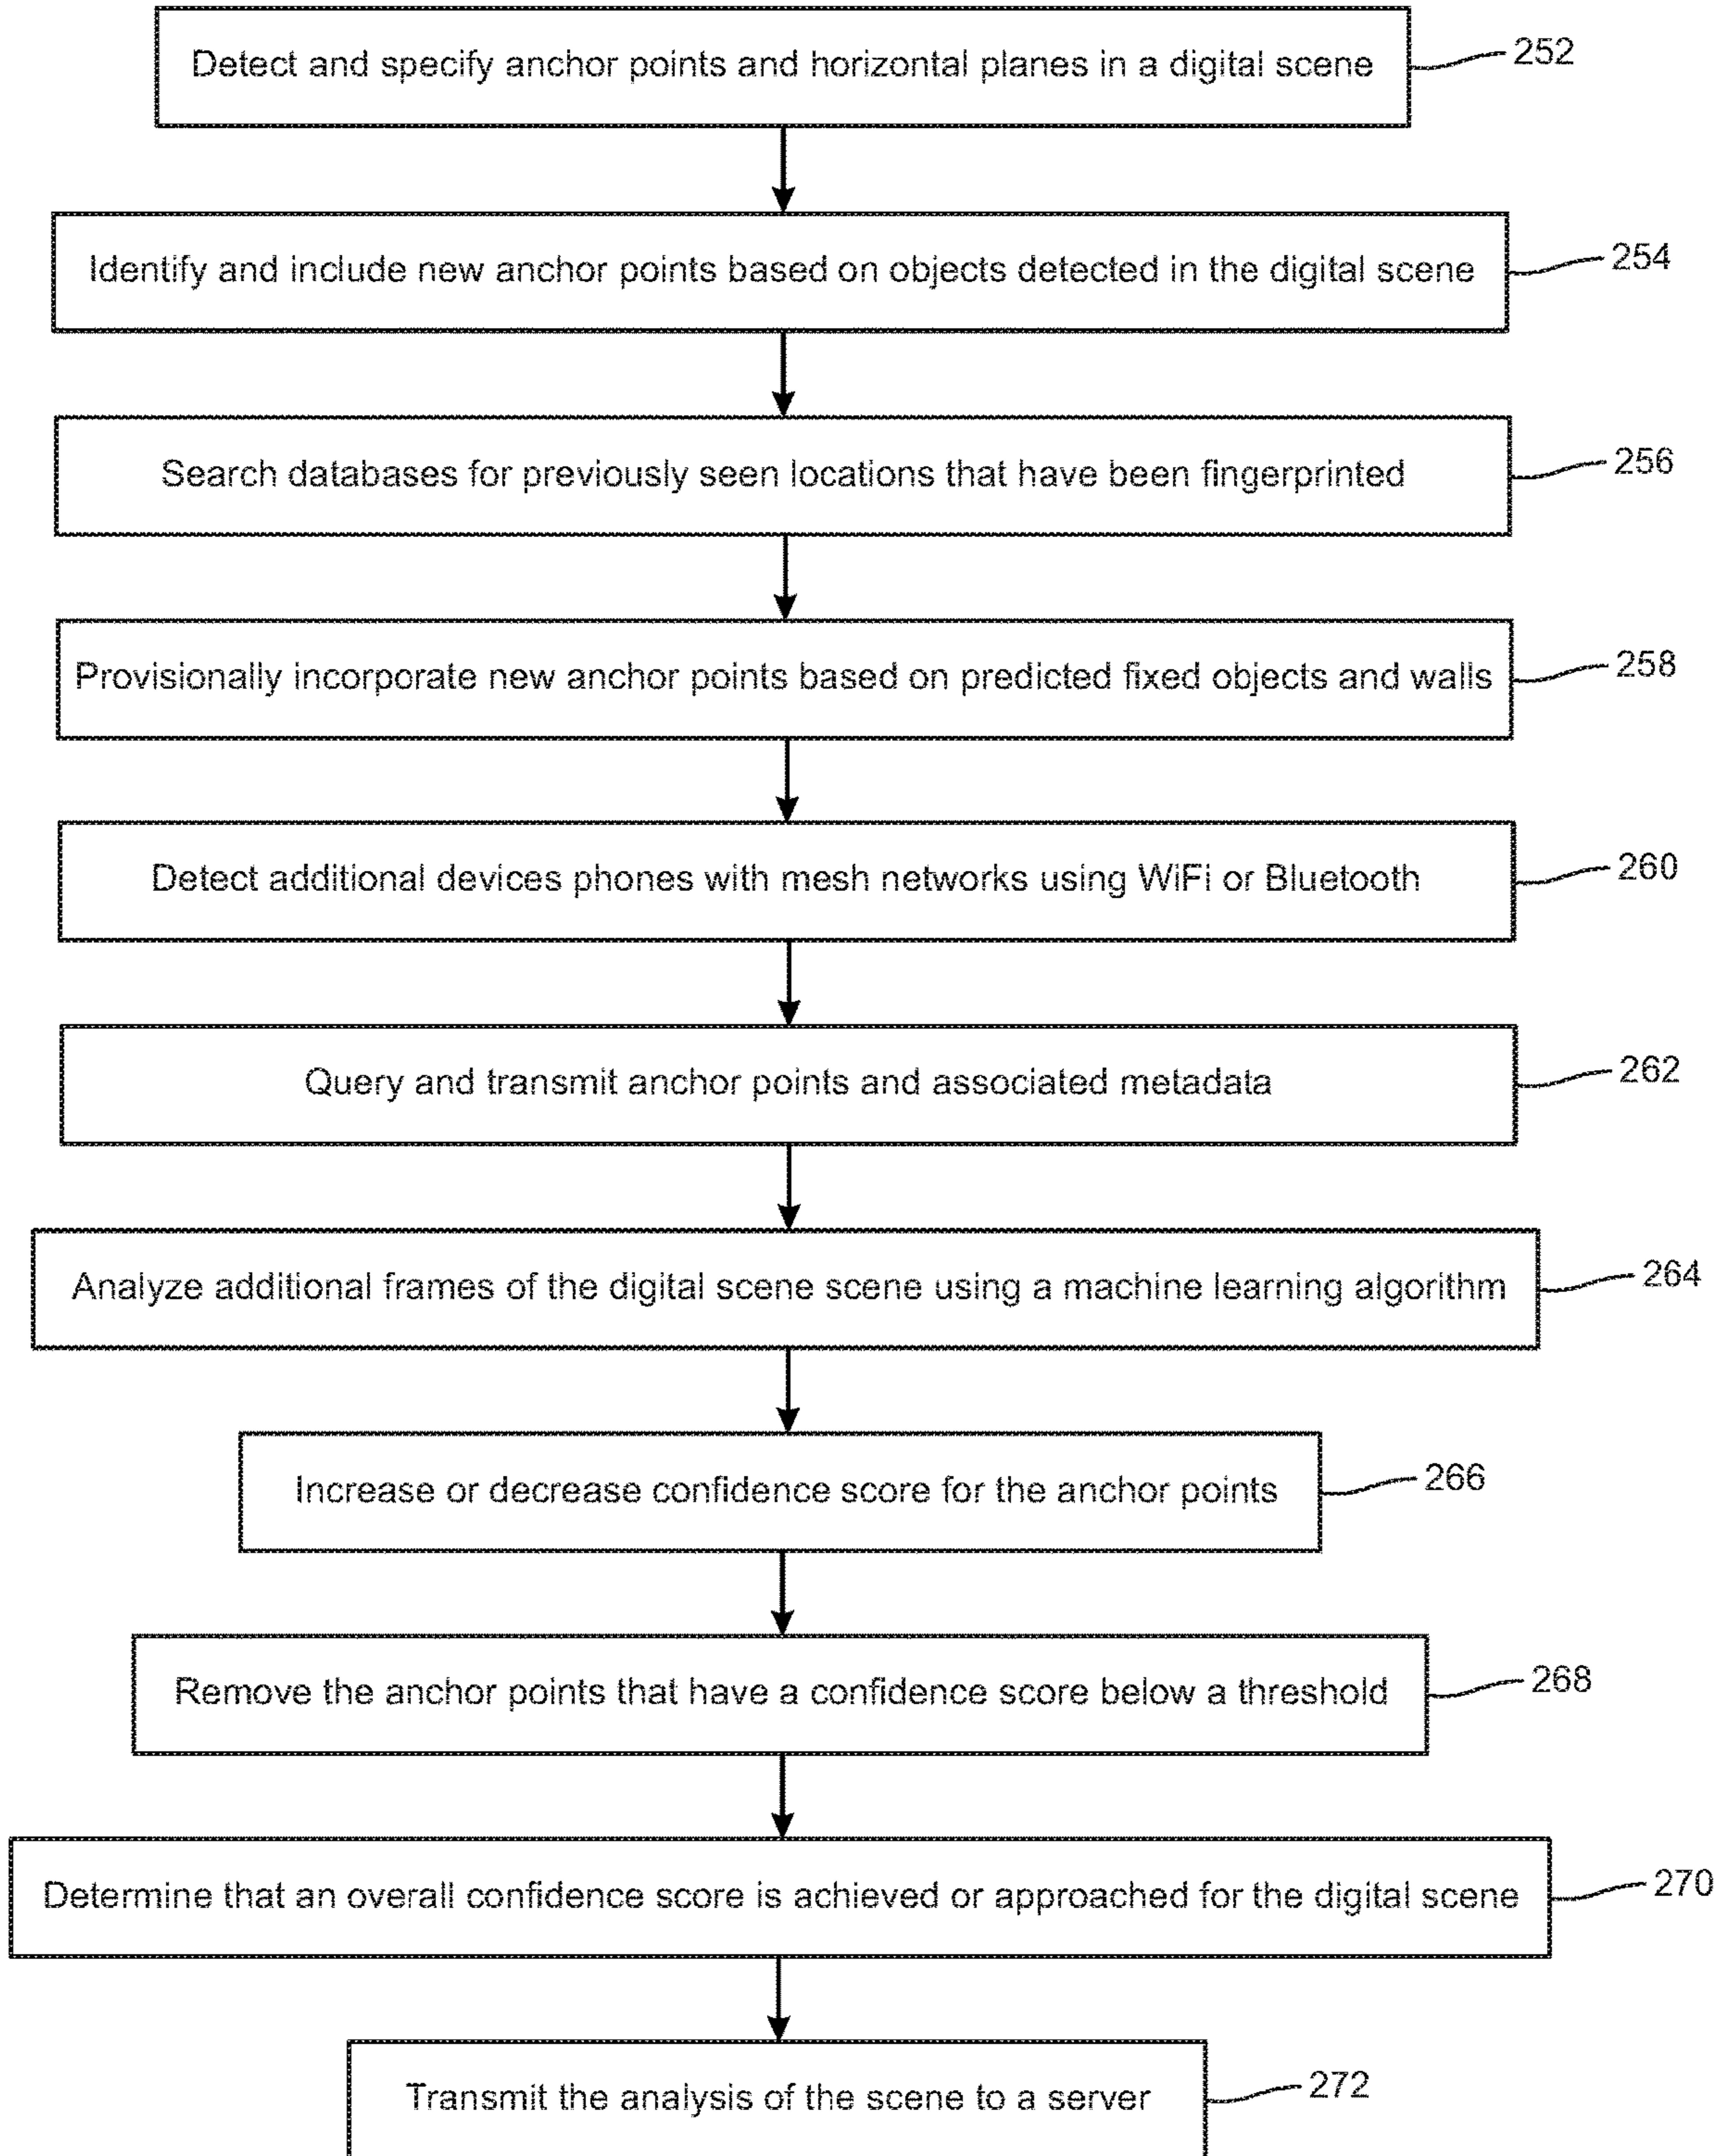 Detect and specify anchor points and horizontal planes in a digital scene
252
Identify and include new anchor points based on objects detected in the digital scene
254
Search databases for previously seen locations that have been fingerprinted
256
Provisionally incorporate new anchor points based on predicted fixed objects and walls
258
Detect additional devices phones with mesh networks using WiFi or Bluetooth
260
Query and transmit anchor points and associated metadata
262
Analyze additional frames of the digital scene scene using a machine learning algorithm
264
Increase or decrease confidence score for the anchor points
266
Remove the anchor points that have a confidence score below a threshold
268
Determine that an overall confidence score is achieved or approached for the digital scene
270
Transmit the analysis of the scene to a server
272